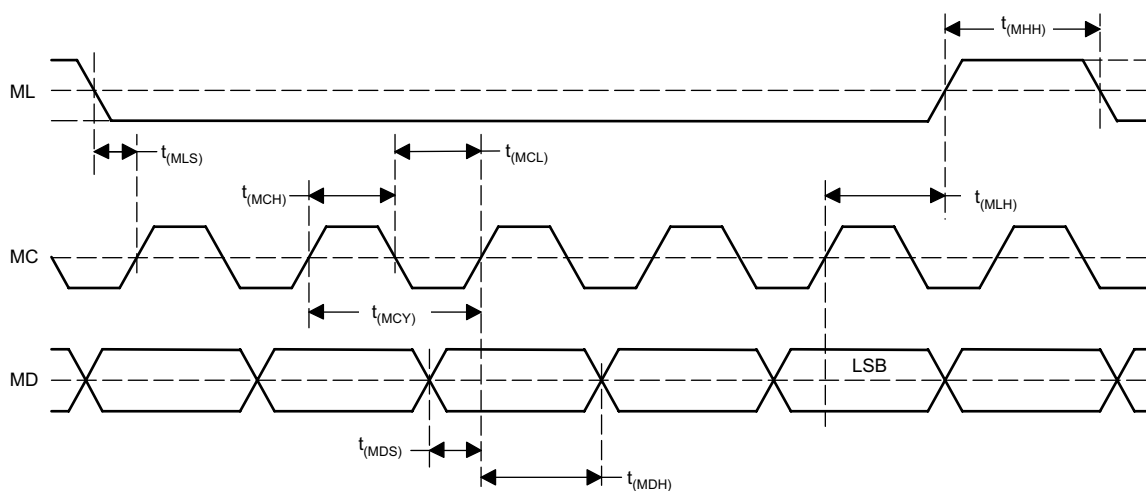 t(MHH)
ML
t(MLS)
t(MCL)
t(MCH)
t(MLH)
MC
t(MCY)
LSB
MD
t(MDS)
t(MDH)